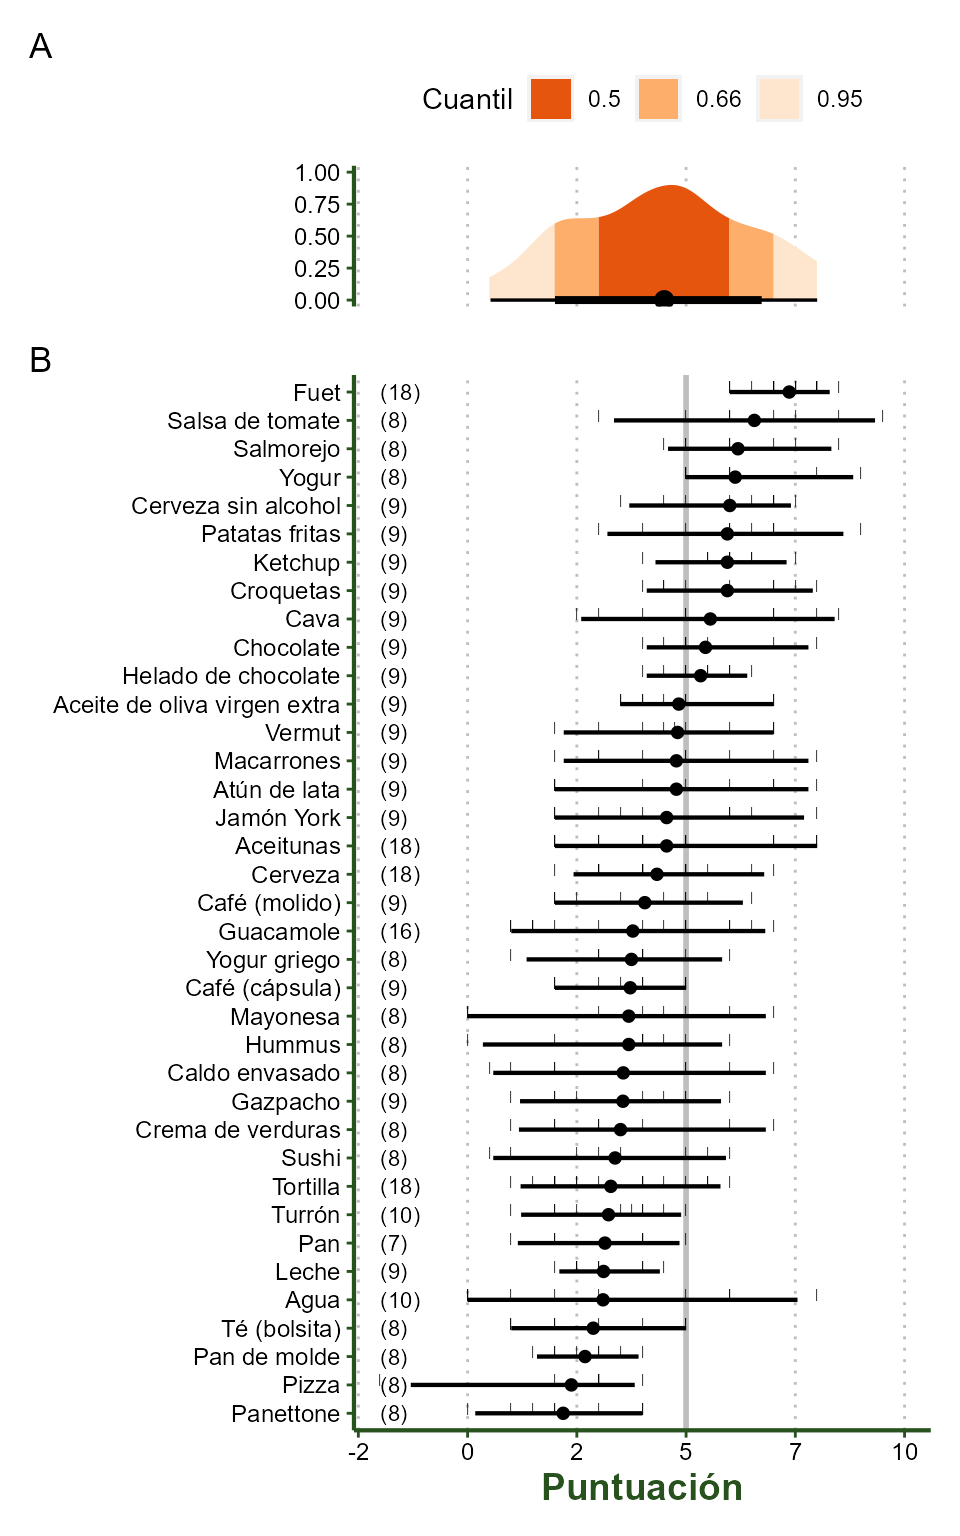 A
Cuantil 0.5 0.66 0.95
1.00
0.75
0.50
0.25
0.00
B
Fuet (18)
Salsa de tomate (8)
Salmorejo (8)
Yogur (8)
Cerveza sin alcohol (9)
Patatas fritas (9)
Ketchup (9)
Croquetas (9)
Cava (9)
Chocolate (9)
Helado de chocolate (9)
Aceite de oliva virgen extra (9)
Vermut (9)
Macarrones (9)
Atún de lata (9)
Jamón York (9)
Aceitunas (18)
Cerveza (18)
Café (molido) (9)
Guacamole (16)
Yogur griego (8)
Café (cápsula) (9)
Mayonesa (8)
Hummus (8)
Caldo envasado (8)
Gazpacho (9)
Crema de verduras (8)
Sushi (8)
Tortilla (18)
Turrón (10)
Pan (7)
Leche (9)
Agua (10)
Té (bolsita) (8)
Pan de molde (8)
Pizza (8)
Panettone (8)
-2 0 2 5 7 10
Puntuación